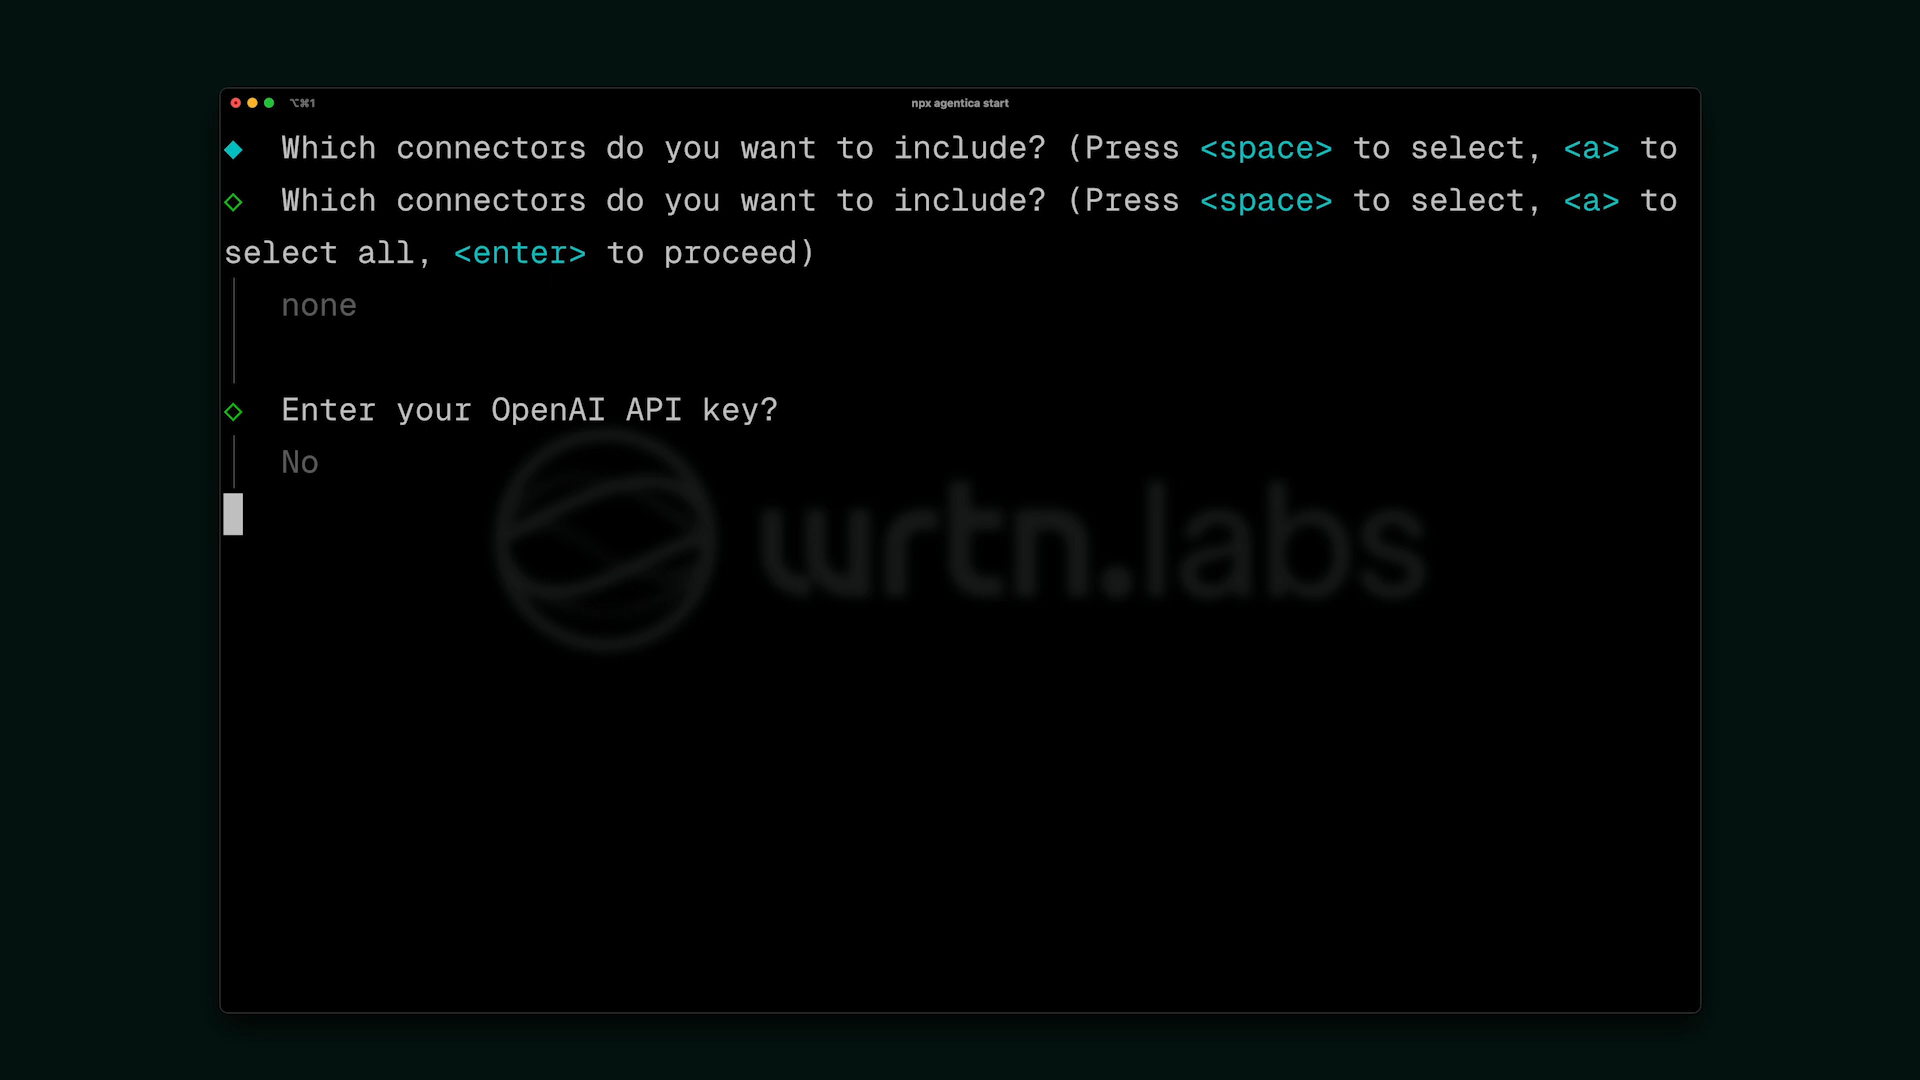 ⌥⌘1
npx agentica start
Which connectors do you want to include? (Press <space> to select, <a> to
Which connectors do you want to include? (Press <space> to select, <a> to
select all, <enter> to proceed)
none
Enter your OpenAI API key?
No
wrtn.labs